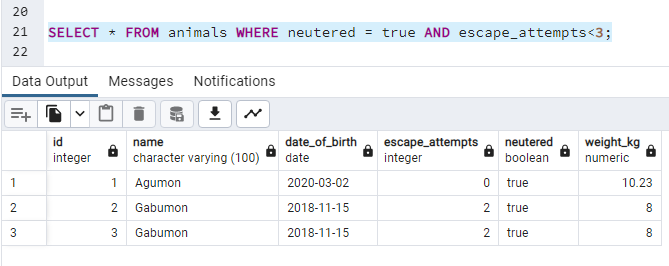 20
21 SELECT * FROM animals WHERE neutered = true AND escape_attempts<3;
22
Data Output Messages Notifications
id integer name character varying (100) date_of_birth date escape_attempts integer neutered boolean weight_kg numeric
1 1 Agumon 2020-03-02 0 true 10.23
2 2 Gabumon 2018-11-15 2 true 8
3 3 Gabumon 2018-11-15 2 true 8